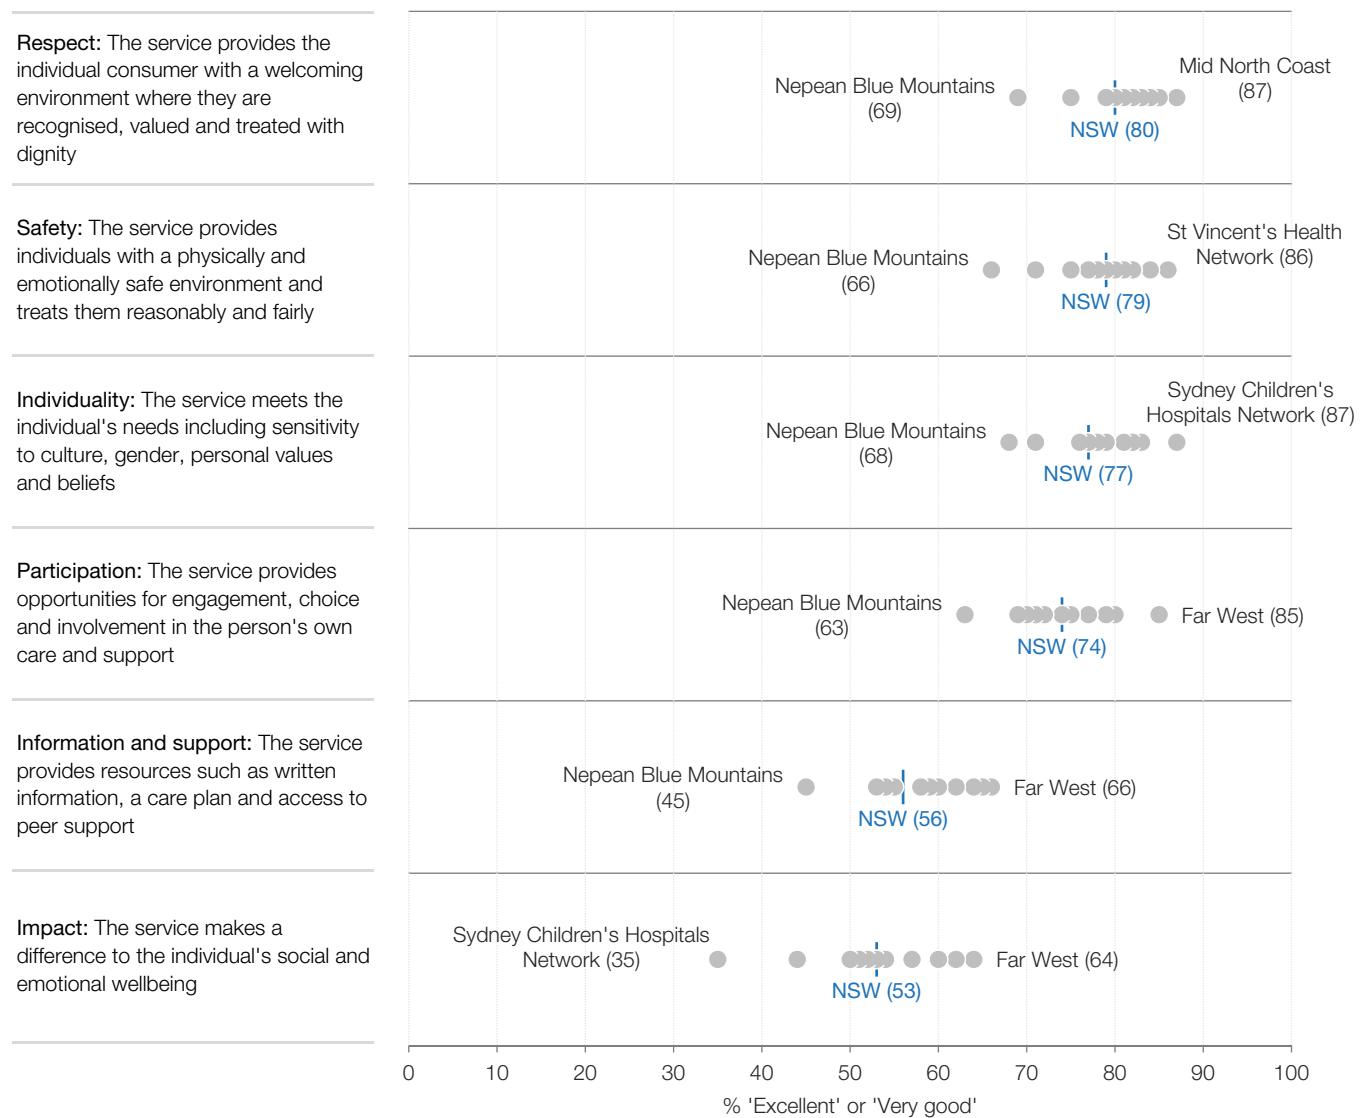 Respect: The service provides the
individual consumer with a welcoming
environment where they are
recognised, valued and treated with
dignity
Nepean Blue Mountains
(69)
Mid North Coast
(87)
NSW (80)
Safety: The service provides
individuals with a physically and
emotionally safe environment and
treats them reasonably and fairly
Nepean Blue Mountains
(66)
St Vincent's Health
Network (86)
NSW (79)
Individuality: The service meets the
individual's needs including sensitivity
to culture, gender, personal values
and beliefs
Nepean Blue Mountains
(68)
Sydney Children's
Hospitals Network (87)
NSW (77)
Participation: The service provides
opportunities for engagement, choice
and involvement in the person's own
care and support
Nepean Blue Mountains
(63)
Far West (85)
NSW (74)
Information and support: The service
provides resources such as written
information, a care plan and access to
peer support
Nepean Blue Mountains
(45)
Far West (66)
NSW (56)
Impact: The service makes a
difference to the individual's social and
emotional wellbeing
Sydney Children's Hospitals
Network (35)
Far West (64)
NSW (53)
0 10 20 30 40 50 60 70 80 90 100
% 'Excellent' or 'Very good'